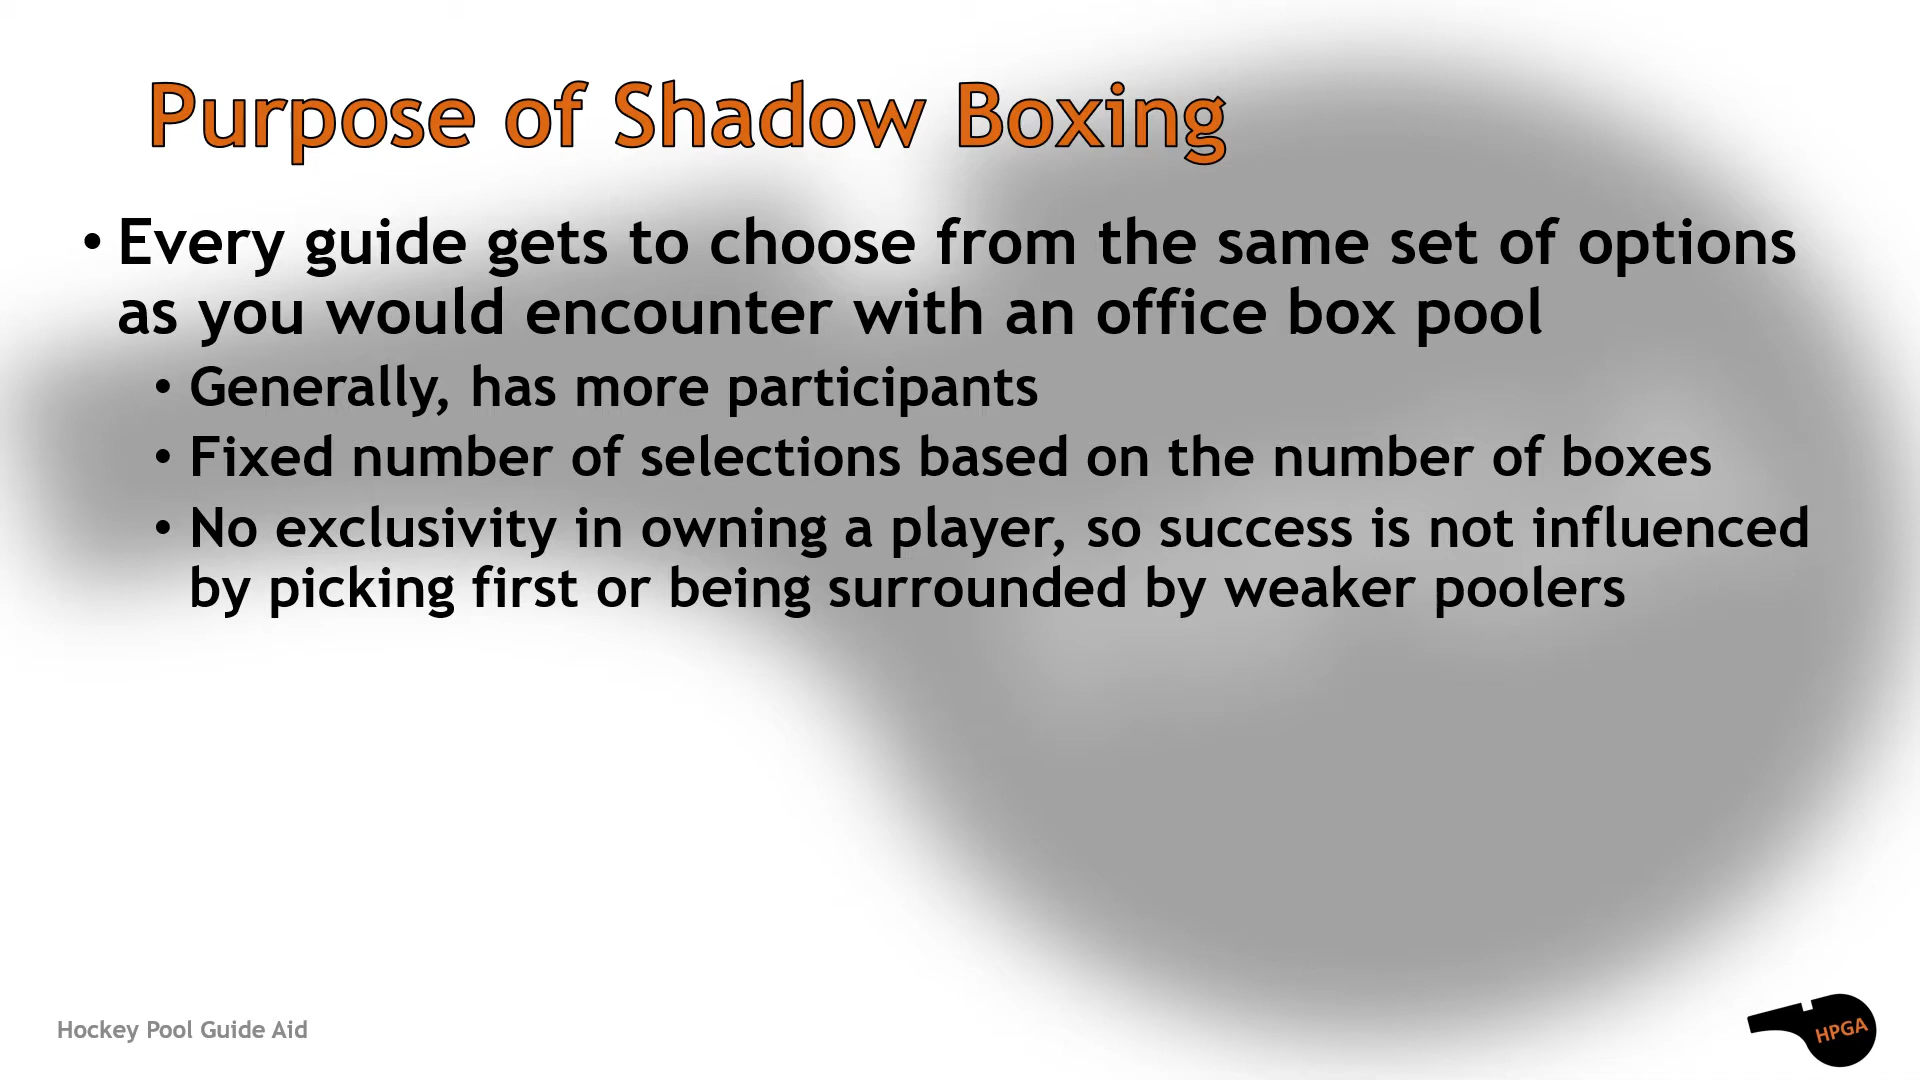 Purpose of Shadow Boxing
• Every guide gets to choose from the same set of options
as you would encounter with an office box pool
• Generally, has more participants
• Fixed number of selections based on the number of boxes
• No exclusivity in owning a player, so success is not influenced
by picking first or being surrounded by weaker poolers
Hockey Pool Guide Aid
HPGA